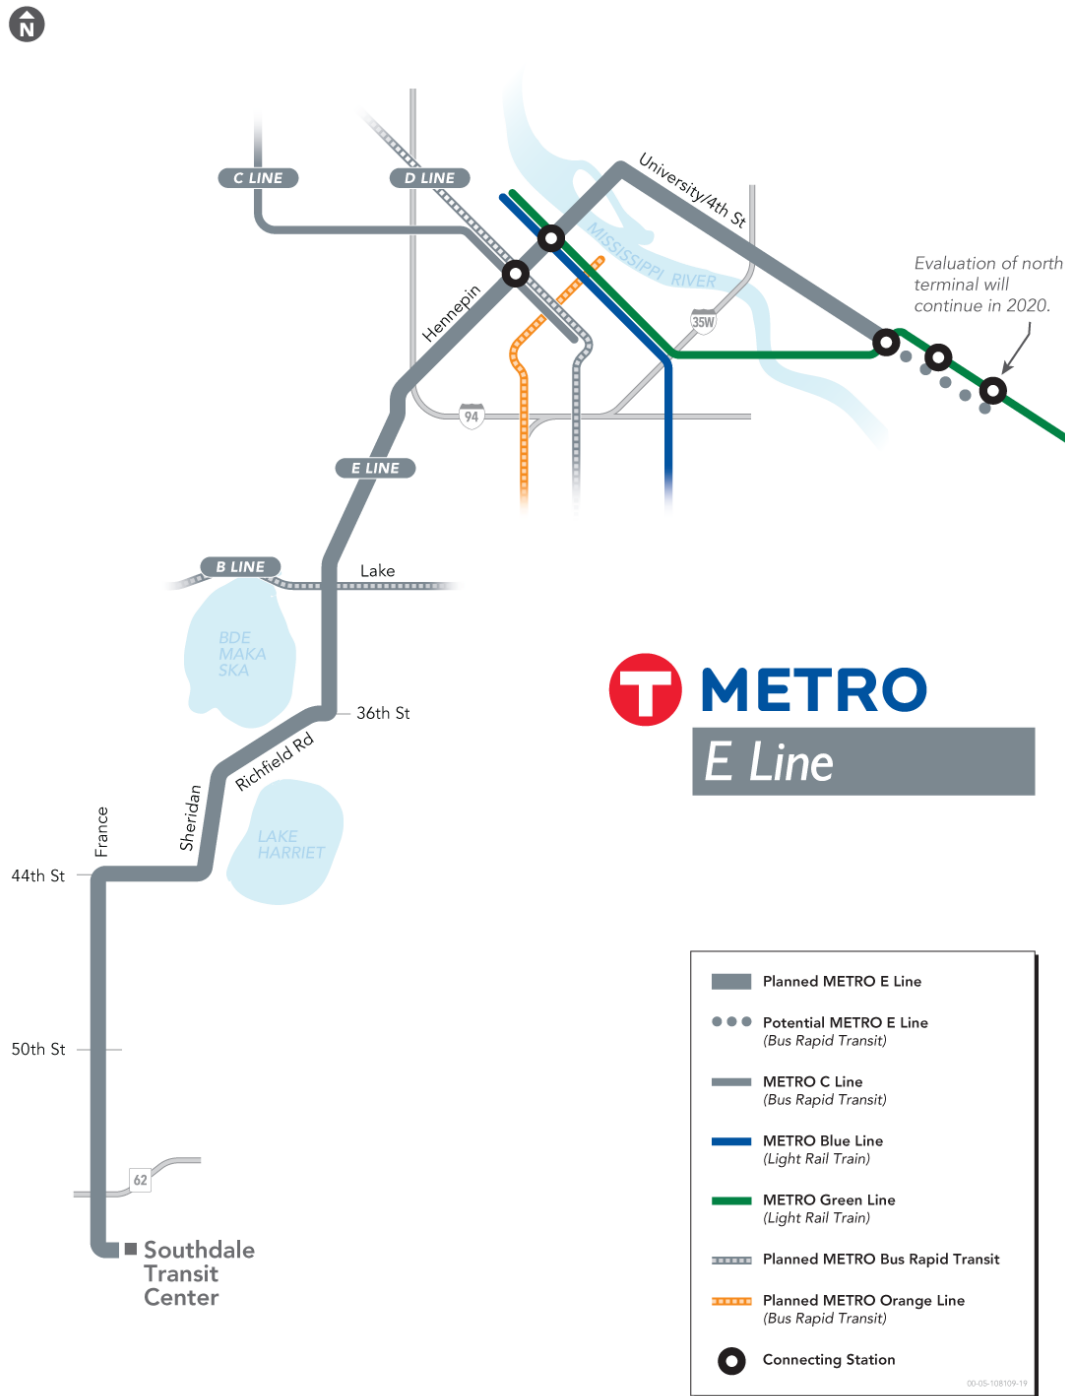 N
C LINE
D LINE
University/4th St
MISSISSIPPI RIVER
Evaluation of north
terminal will
continue in 2020.
Hennepin
35W
94
E LINE
B LINE
Lake
BDE
MAKA
SKA
36th St
Richfield Rd
Sheridan
France
LAKE
HARRIET
44th St
50th St
62
Southdale
Transit
Center
T METRO
E Line
Planned METRO E Line
Potential METRO E Line
(Bus Rapid Transit)
METRO C Line
(Bus Rapid Transit)
METRO Blue Line
(Light Rail Train)
METRO Green Line
(Light Rail Train)
Planned METRO Bus Rapid Transit
Planned METRO Orange Line
(Bus Rapid Transit)
Connecting Station
00-05-108109-19